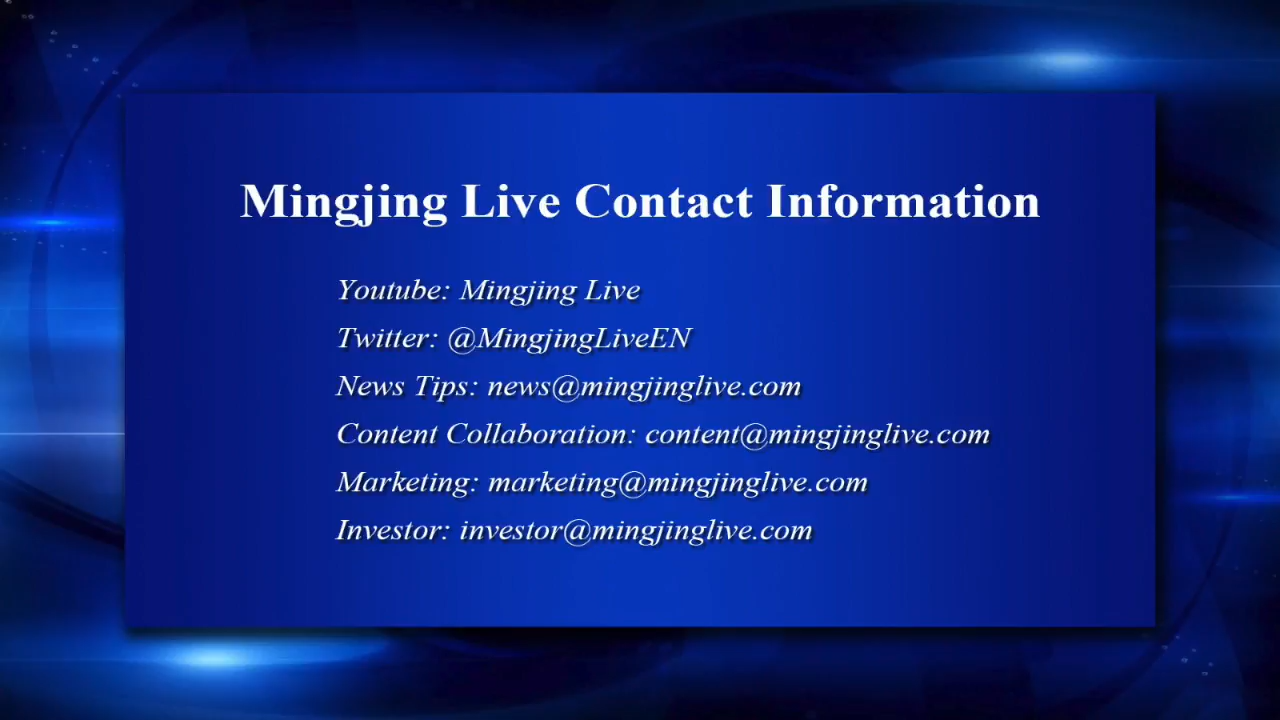 Mingjing Live Contact Information
Youtube: Mingjing Live
Twitter: @MingjingLiveEN
News Tips: news@mingjinglive.com
Content Collaboration: content@mingjinglive.com
Marketing: marketing@mingjinglive.com
Investor: investor@mingjinglive.com